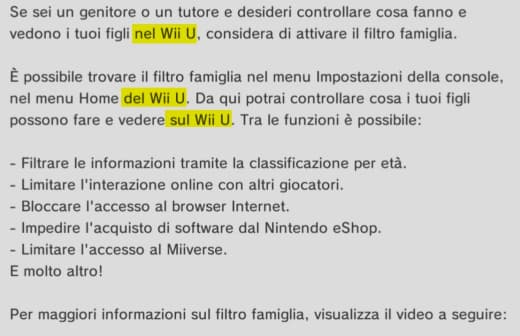 Se sei un genitore o un tutore e desideri controllare cosa fanno e
vedono i tuoi figli nel Wii U, considera di attivare il filtro famiglia.
È possibile trovare il filtro famiglia nel menu Impostazioni della console,
nel menu Home del Wii U. Da qui potrai controllare cosa i tuoi figli
possono fare e vedere sul Wii U. Tra le funzioni è possibile:
- Filtrare le informazioni tramite la classificazione per età.
- Limitare l'interazione online con altri giocatori.
- Bloccare l'accesso al browser Internet.
- Impedire l'acquisto di software dal Nintendo eShop.
- Limitare l'accesso al Miiverse.
E molto altro!
Per maggiori informazioni sul filtro famiglia, visualizza il video a seguire: